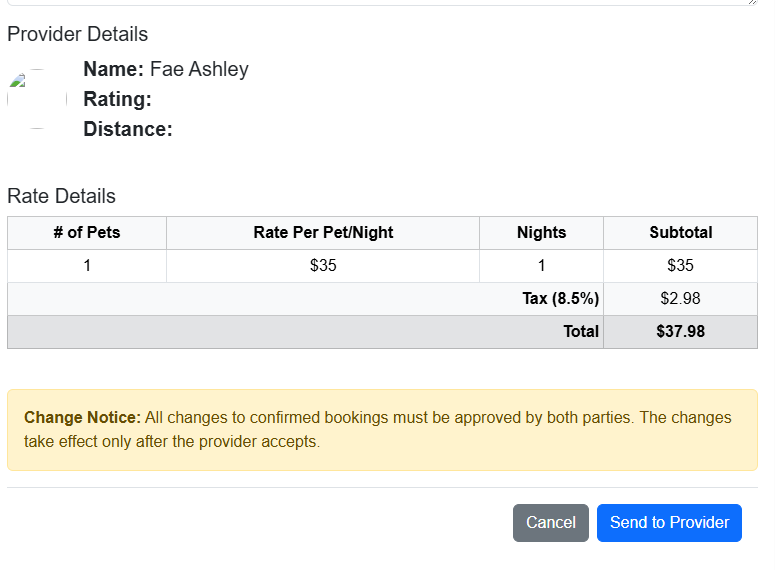 Provider Details
Name: Fae Ashley
Rating:
Distance:
Rate Details
# of Pets Rate Per Pet/Night Nights Subtotal
1 $35 1 $35
Tax (8.5%) $2.98
Total $37.98
Change Notice: All changes to confirmed bookings must be approved by both parties. The changes
take effect only after the provider accepts.
Cancel Send to Provider